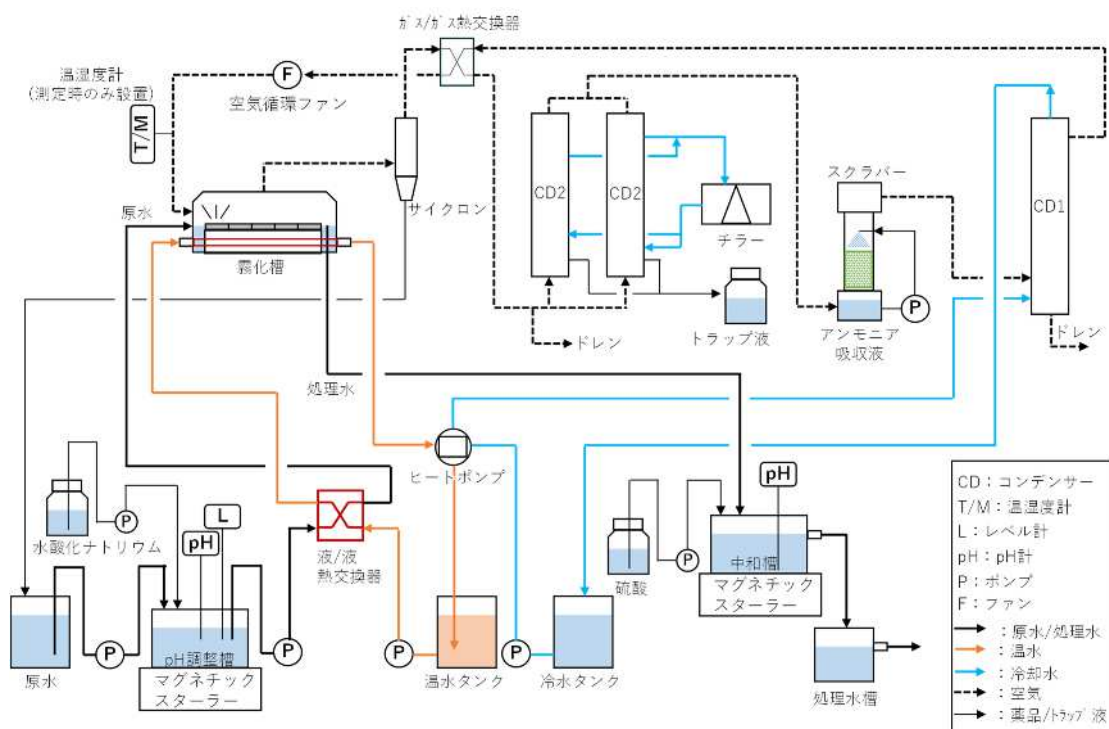 ガス/ガス熱交換器
温湿度計
(測定時のみ設置)
F
空気循環ファン
T/M
サイクロン
原水
霧化槽
CD2
CD2
チラー
トラップ液
ドレン
スクラバー
P
アンモニア
吸収液
CD1
ドレン
処理水
ヒートポンプ
水酸化ナトリウム
P
L
pH
液/液
熱交換器
P
pH調整槽
P
マグネチック
スターラー
原水
P
温水タンク
P
冷水タンク
硫酸
P
pH
中和槽
マグネチック
スターラー
処理水槽
CD:コンデンサー
T/M:温湿度計
L:レベル計
pH:pH計
P:ポンプ
F:ファン
:原水/処理水
:温水
:冷却水
:空気
:薬品/トラップ液